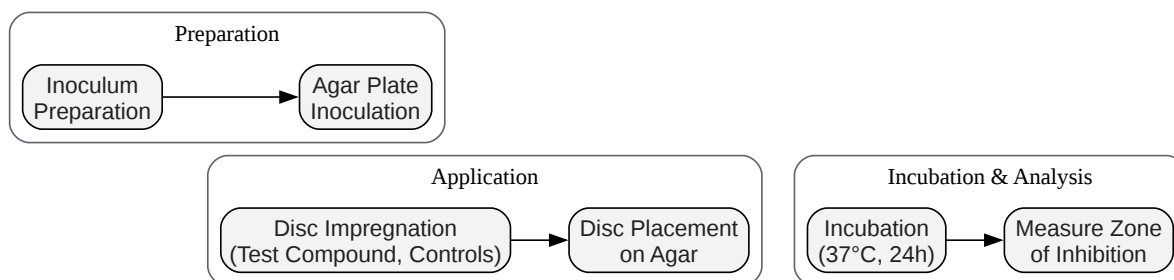 Preparation
Inoculum
Preparation
Agar Plate
Inoculation
Application
Disc Impregnation
(Test Compound, Controls)
Disc Placement
on Agar
Incubation & Analysis
Incubation
(37°C, 24h)
Measure Zone
of Inhibition